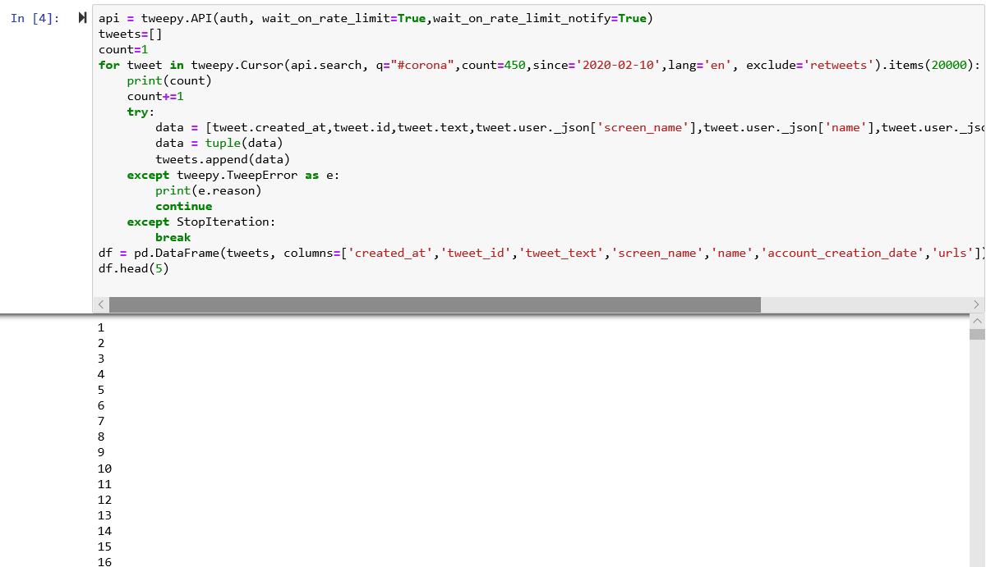 In [4]:
api = tweepy.API(auth, wait_on_rate_limit=True,wait_on_rate_limit_notify=True)
tweets=[]
count=1
for tweet in tweepy.Cursor(api.search, q="#corona",count=450,since='2020-02-10',lang='en', exclude='retweets').items(20000):
    print(count)
    count+=1
    try:
        data = [tweet.created_at,tweet.id,tweet.text,tweet.user._json['screen_name'],tweet.user._json['name'],tweet.user._jsc
        data = tuple(data)
        tweets.append(data)
    except tweepy.TweepError as e:
        print(e.reason)
        continue
    except StopIteration:
        break
df = pd.DataFrame(tweets, columns=['created_at','tweet_id','tweet_text','screen_name','name','account_creation_date','urls'])
df.head(5)
1
2
3
4
5
6
7
8
9
10
11
12
13
14
15
16